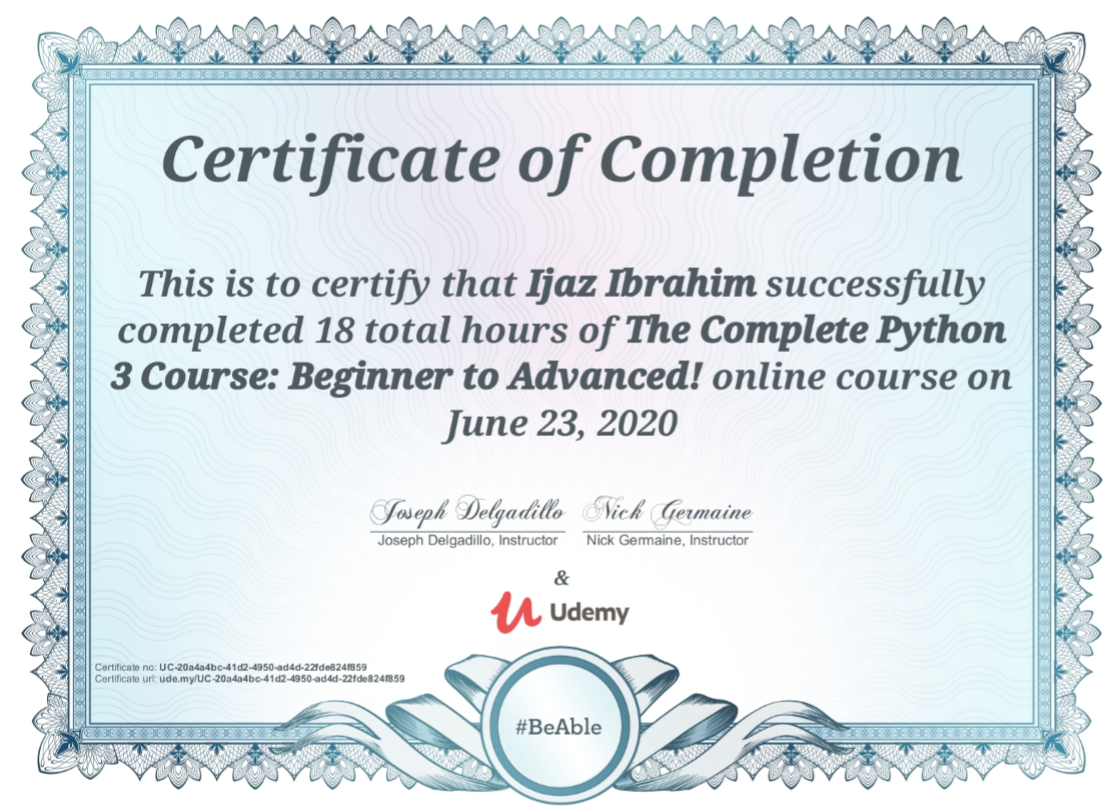 Certificate of Completion
This is to certify that Ijaz Ibrahim successfully
completed 18 total hours of The Complete Python
3 Course: Beginner to Advanced! online course on
June 23, 2020
Joseph Delgadillo Nick Germaine
Joseph Delgadillo, Instructor Nick Germaine, Instructor
&
Udemy
Certificate no: UC-20a4a4bc-41d2-4950-ad4d-22fde824f859
Certificate url: ude.my/UC-20a4a4bc-41d2-4950-ad4d-22fde824f859
#BeAble